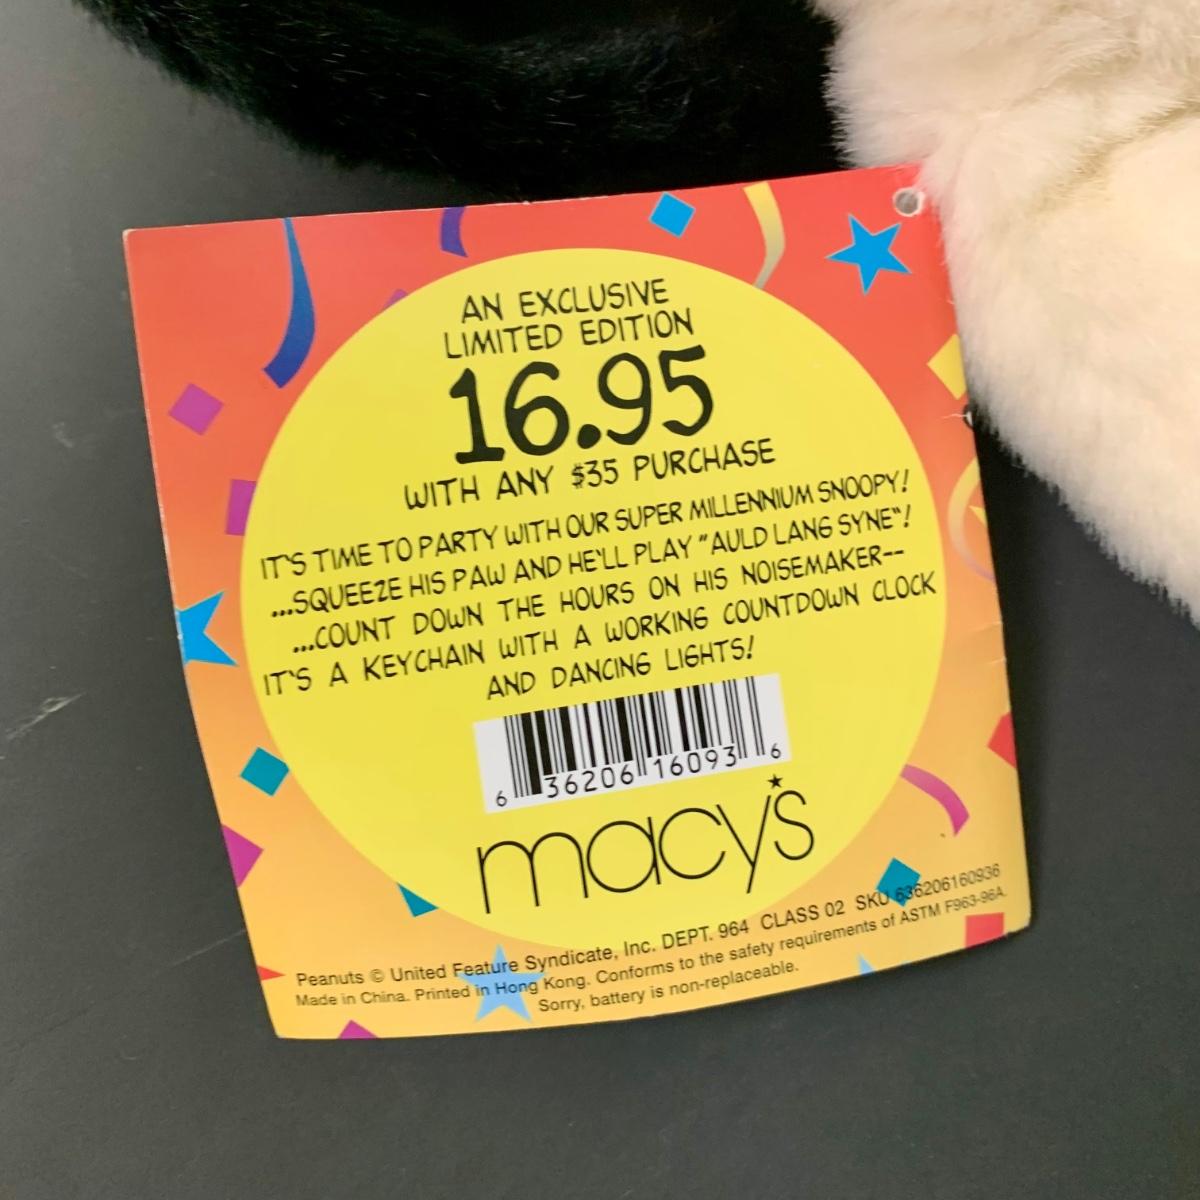 AN EXCLUSIVE
LIMITED EDITION
16.95
WITH ANY $35 PURCHASE
IT'S TIME TO PARTY WITH OUR SUPER MILLENNIUM SNOOPY!
...SQUEEZE HIS PAW AND HE'LL PLAY "AULD LANG SYNE"!
...COUNT DOWN THE HOURS ON HIS NOISEMAKER--
IT'S A KEYCHAIN WITH A WORKING COUNTDOWN CLOCK
AND DANCING LIGHTS!
6 36206 16093 6
macy's
Peanuts © United Feature Syndicate, Inc. DEPT. 964 CLASS 02 SKU 636206160936
Made in China. Printed in Hong Kong. Conforms to the safety requirements of ASTM F963-96A.
Sorry, battery is non-replaceable.